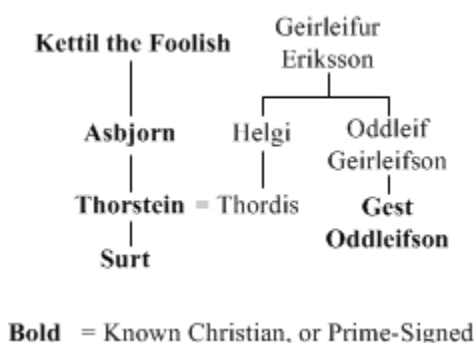 Kettil the Foolish
Geirleifur
Eriksson
Asbjorn
Helgi
Oddleif
Geirleifson
Thorstein = Thordis
Gest
Oddleifson
Surt
Bold = Known Christian, or Prime-Signed